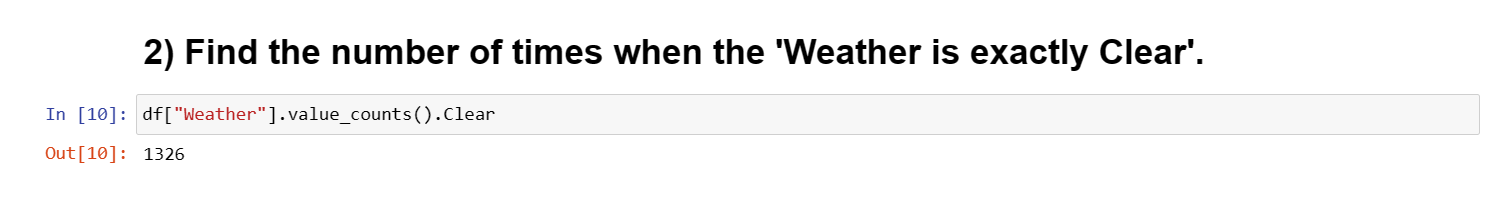 2) Find the number of times when the 'Weather is exactly Clear'.
In [10]: df["Weather"].value_counts().Clear
Out[10]: 1326